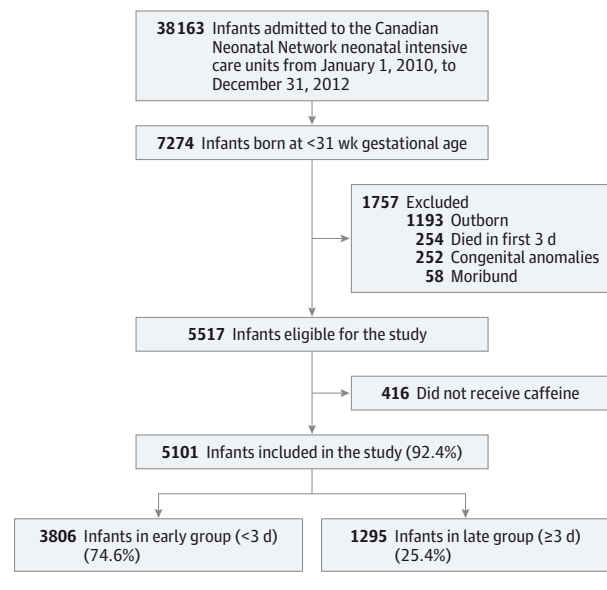 38163 Infants admitted to the Canadian
Neonatal Network neonatal intensive
care units from January 1, 2010, to
December 31, 2012
7274 Infants born at <31 wk gestational age
1757 Excluded
1193 Outborn
254 Died in first 3 d
252 Congenital anomalies
58 Moribund
5517 Infants eligible for the study
416 Did not receive caffeine
5101 Infants included in the study (92.4%)
3806 Infants in early group (<3 d)
(74.6%)
1295 Infants in late group (≥3 d)
(25.4%)